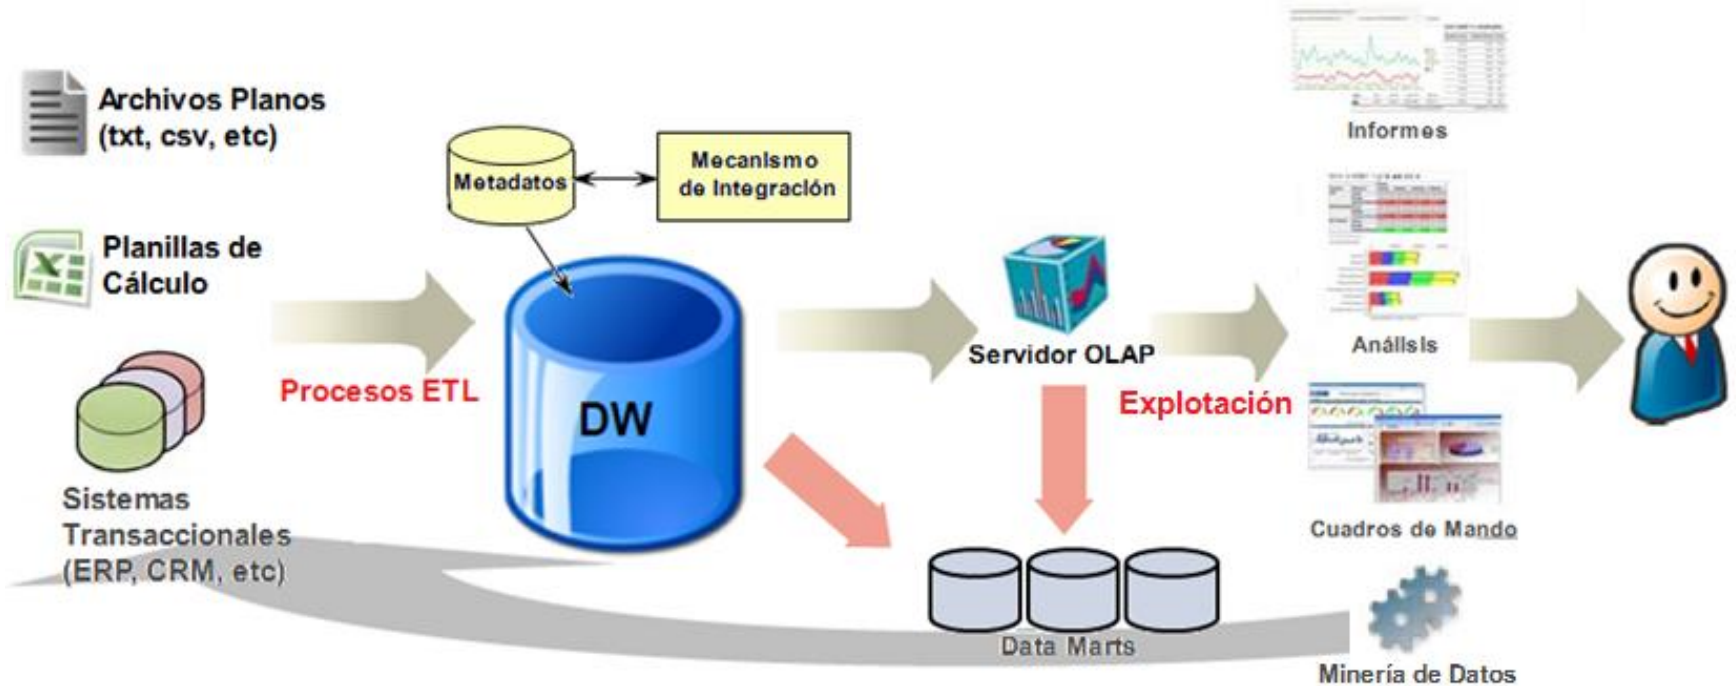 Archivos Planos
(txt, csv, etc)
Planillas de
Cálculo
Sistemas
Transaccionales
(ERP, CRM, etc)
Procesos ETL
Metadatos
Mecanismo
de Integración
DW
Servidor OLAP
Explotación
Data Marts
Informes
Análisis
Cuadros de Mando
Minería de Datos